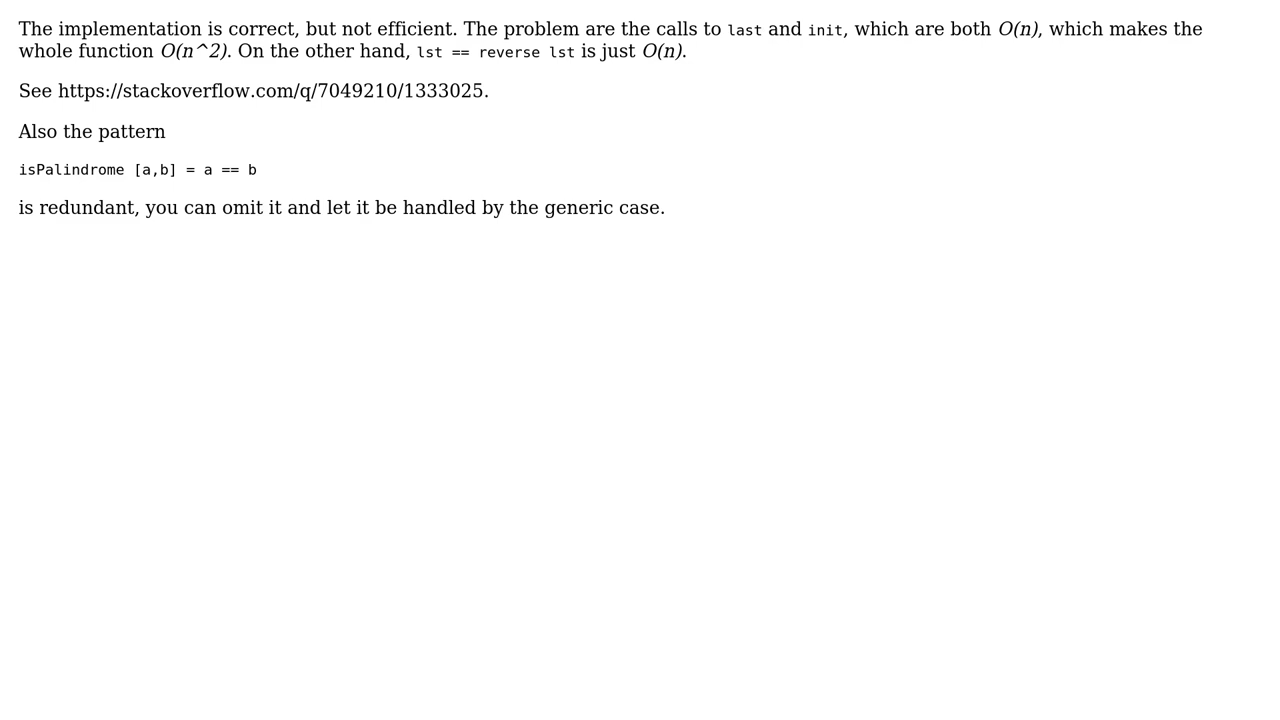 The implementation is correct, but not efficient. The problem are the calls to last and init, which are both O(n), which makes the
whole function O(n^2). On the other hand, lst == reverse lst is just O(n).
See https://stackoverflow.com/q/7049210/1333025.
Also the pattern
isPalindrome [a,b] = a == b
is redundant, you can omit it and let it be handled by the generic case.